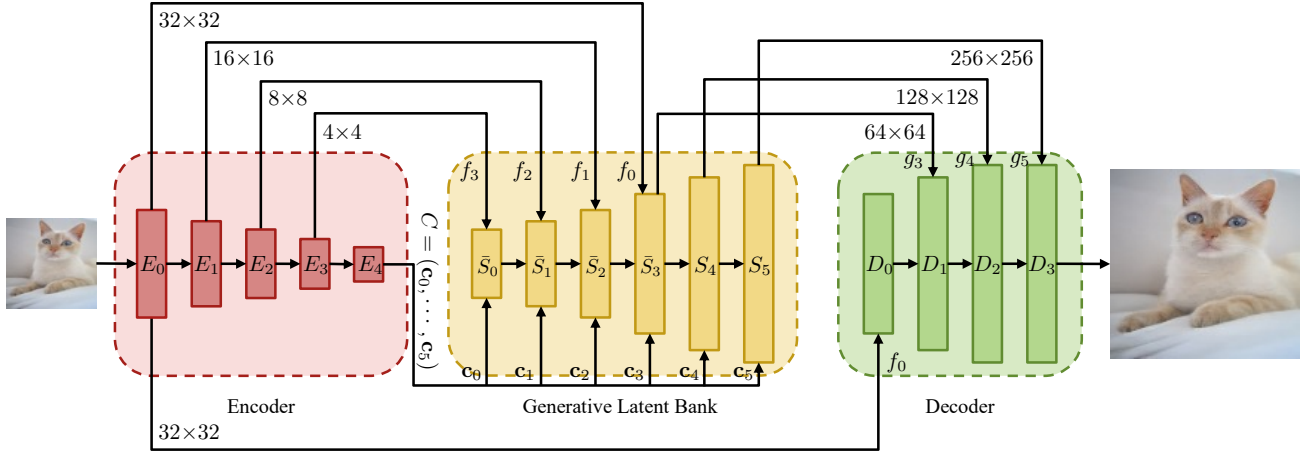 32×32
16×16
8×8
4×4
256×256
128×128
64×64
f₃
f₂
f₁
f₀
g₃
g₄
g₅
E₀
E₁
E₂
E₃
E₄
C = (𝐜₀, ⋯ , 𝐜₅)
S̄₀
S̄₁
S̄₂
S̄₃
S₄
S₅
D₀
D₁
D₂
D₃
𝐜₀
𝐜₁
𝐜₂
𝐜₃
𝐜₄
𝐜₅
f₀
Encoder
Generative Latent Bank
Decoder
32×32